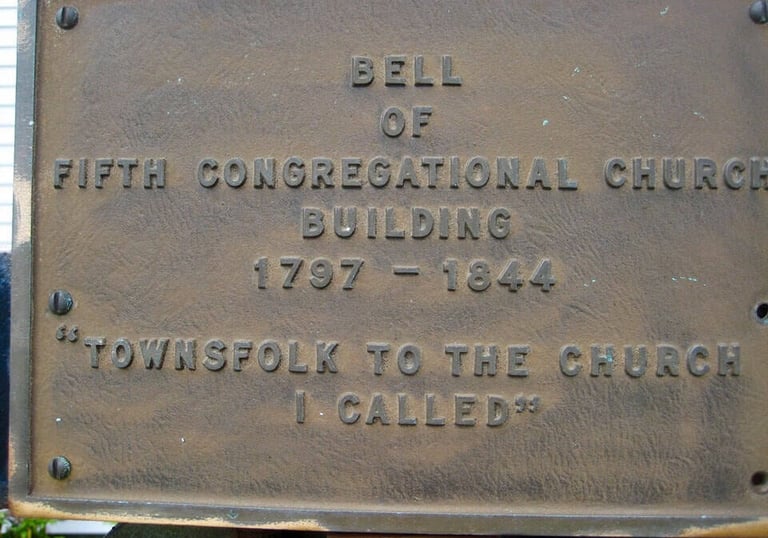 BELL
OF
FIFTH CONGREGATIONAL CHURCH
BUILDING
1797 - 1844
"TOWNSFOLK TO THE CHURCH
I CALLED"